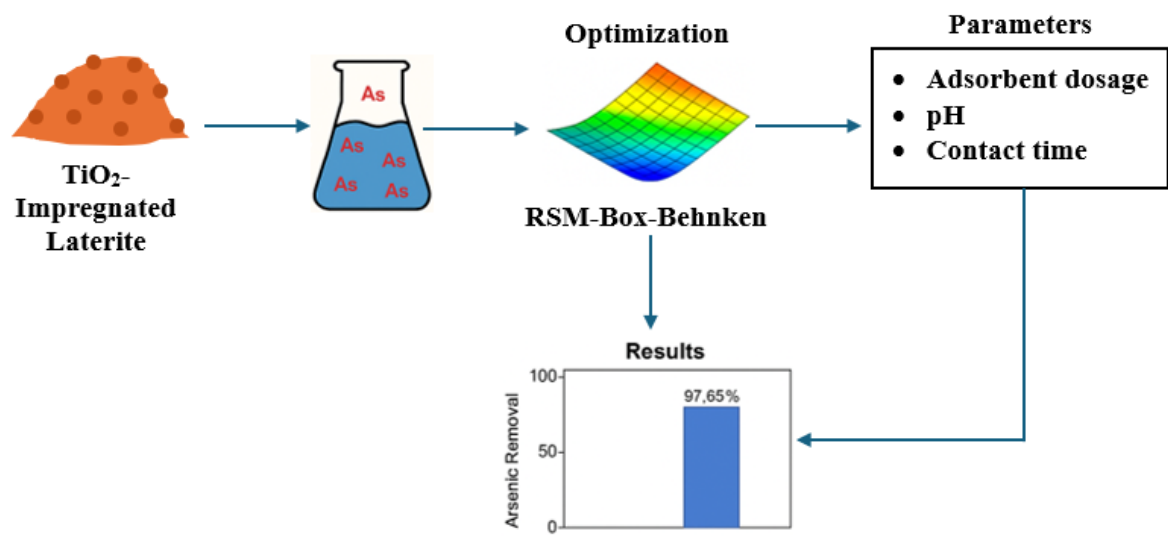 TiO₂-
Impregnated
Laterite
As
As
As
As
As
Optimization
RSM-Box-Behnken
Parameters
• Adsorbent dosage
• pH
• Contact time
Results
Arsenic Removal
100
50
0
97,65%